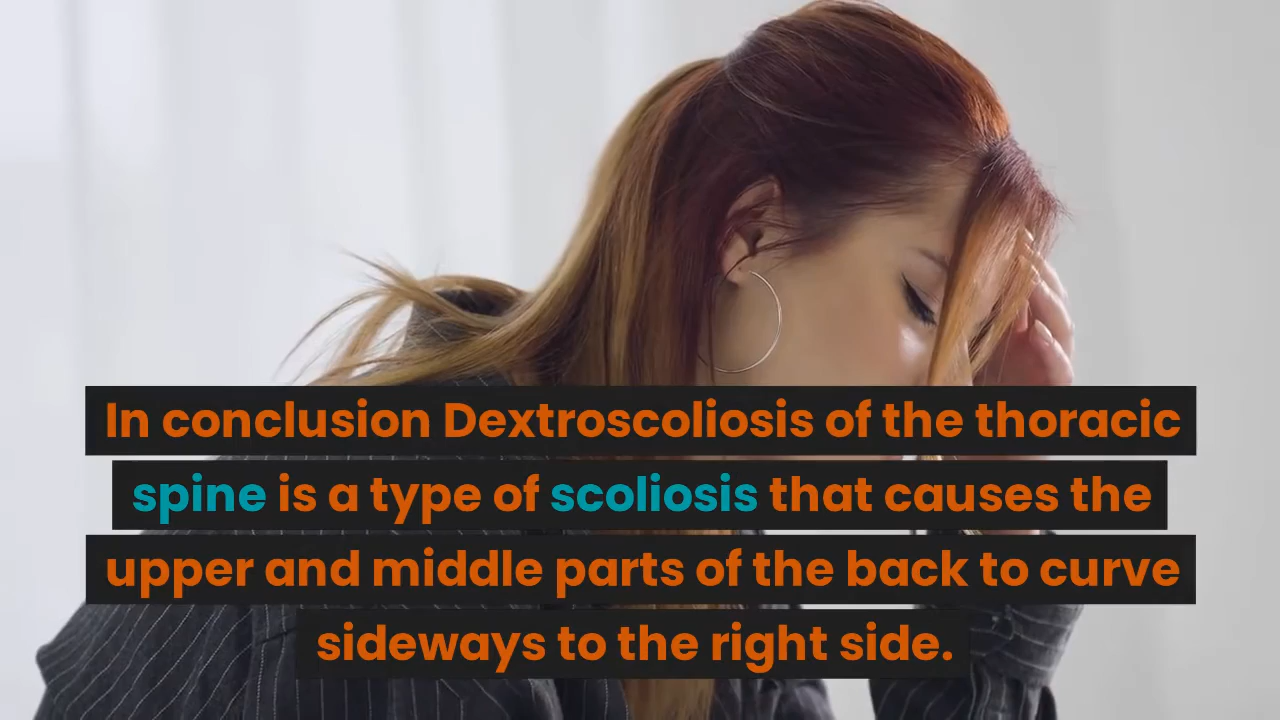 In conclusion Dextroscoliosis of the thoracic
spine is a type of scoliosis that causes the
upper and middle parts of the back to curve
sideways to the right side.